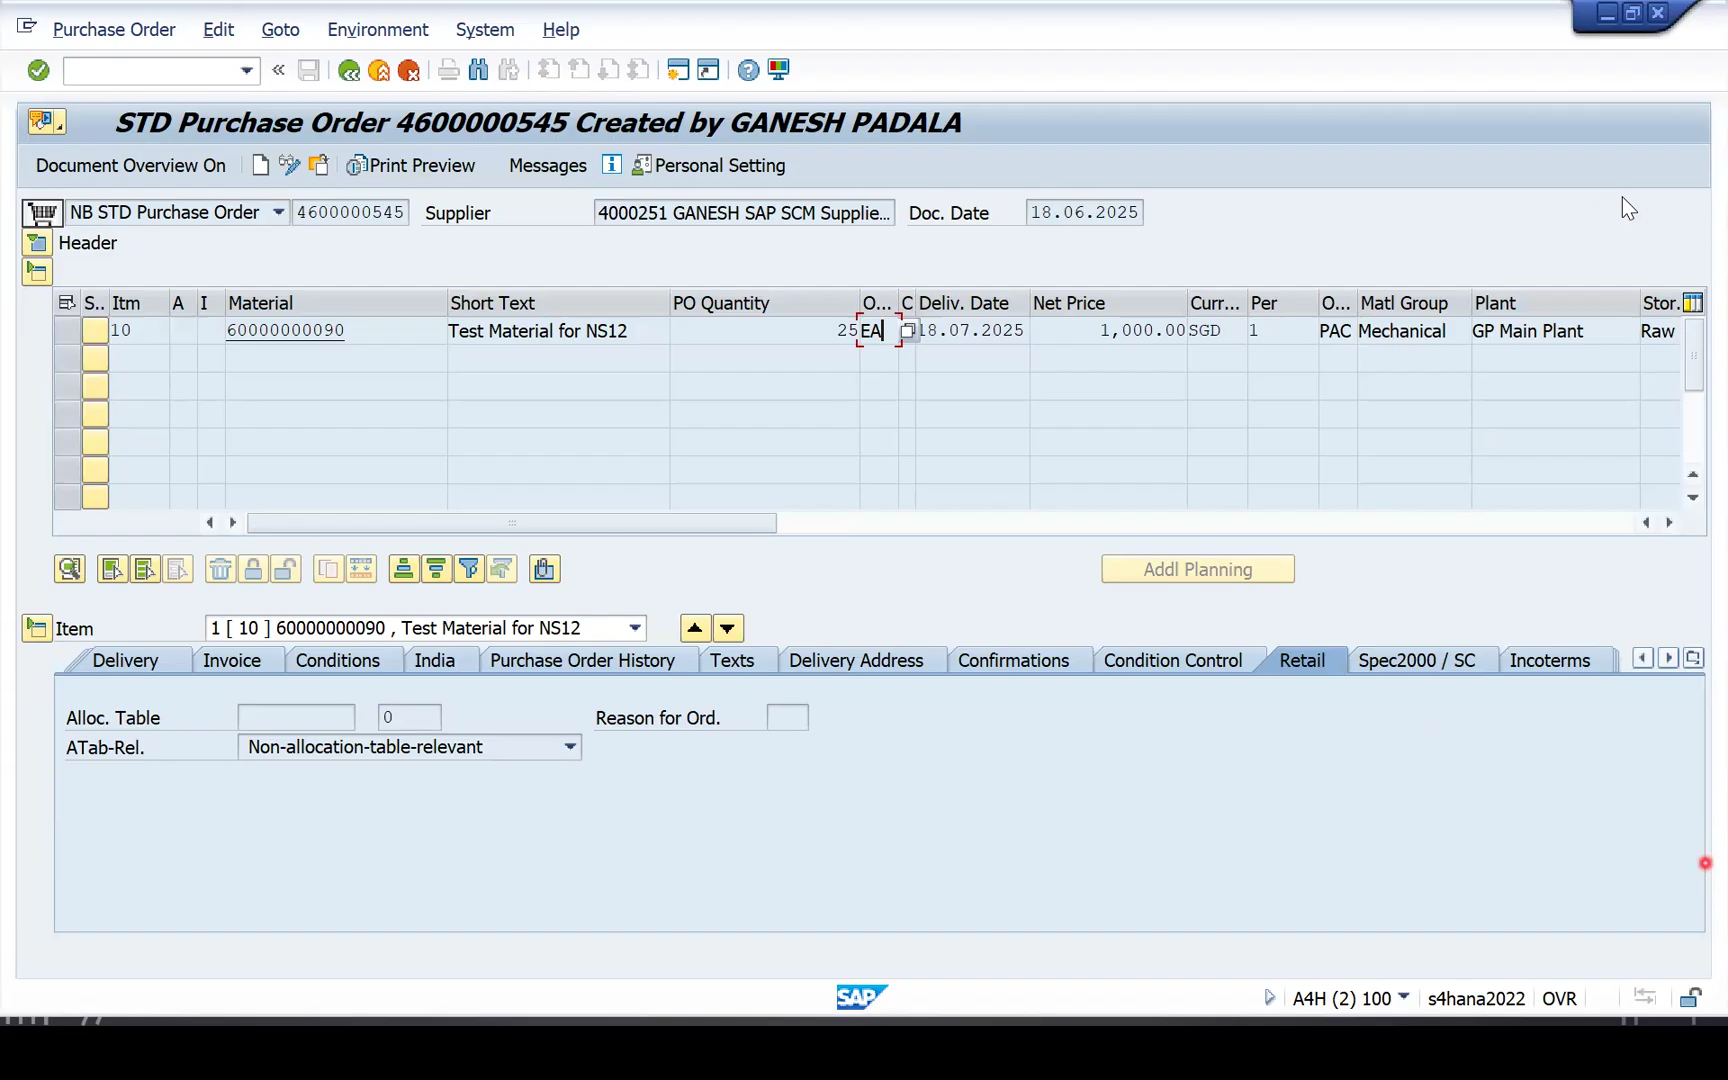 Purchase Order Edit Goto Environment System Help
STD Purchase Order 4600000545 Created by GANESH PADALA
Document Overview On Print Preview Messages Personal Setting
NB STD Purchase Order 4600000545 Supplier 4000251 GANESH SAP SCM Supplie... Doc. Date 18.06.2025
Header
S.. Itm A I Material Short Text PO Quantity O... C Deliv. Date Net Price Curr... Per O... Matl Group Plant Stor.
10 60000000090 Test Material for NS12 25 EA 18.07.2025 1,000.00 SGD 1 PAC Mechanical GP Main Plant Raw
Addl Planning
Item 1 [ 10 ] 60000000090 , Test Material for NS12
Delivery Invoice Conditions India Purchase Order History Texts Delivery Address Confirmations Condition Control Retail Spec2000 / SC Incoterms
Alloc. Table 0 Reason for Ord.
ATab-Rel. Non-allocation-table-relevant
SAP A4H (2) 100 s4hana2022 OVR